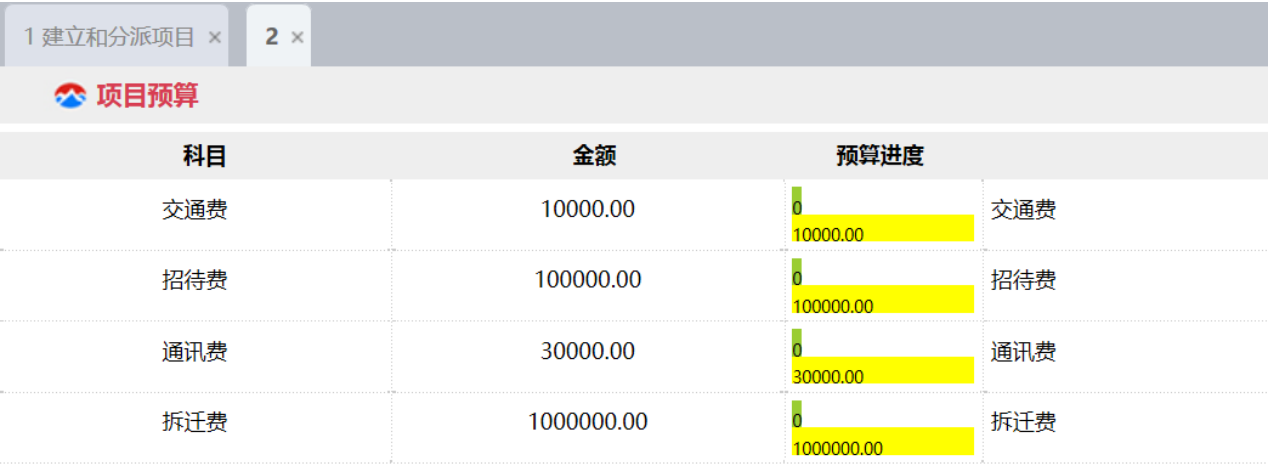 1 建立和分派项目 ×
2 ×
项目预算
科目 金额 预算进度
交通费 10000.00 0 交通费
10000.00
招待费 100000.00 0 招待费
100000.00
通讯费 30000.00 0 通讯费
30000.00
拆迁费 1000000.00 0 拆迁费
1000000.00